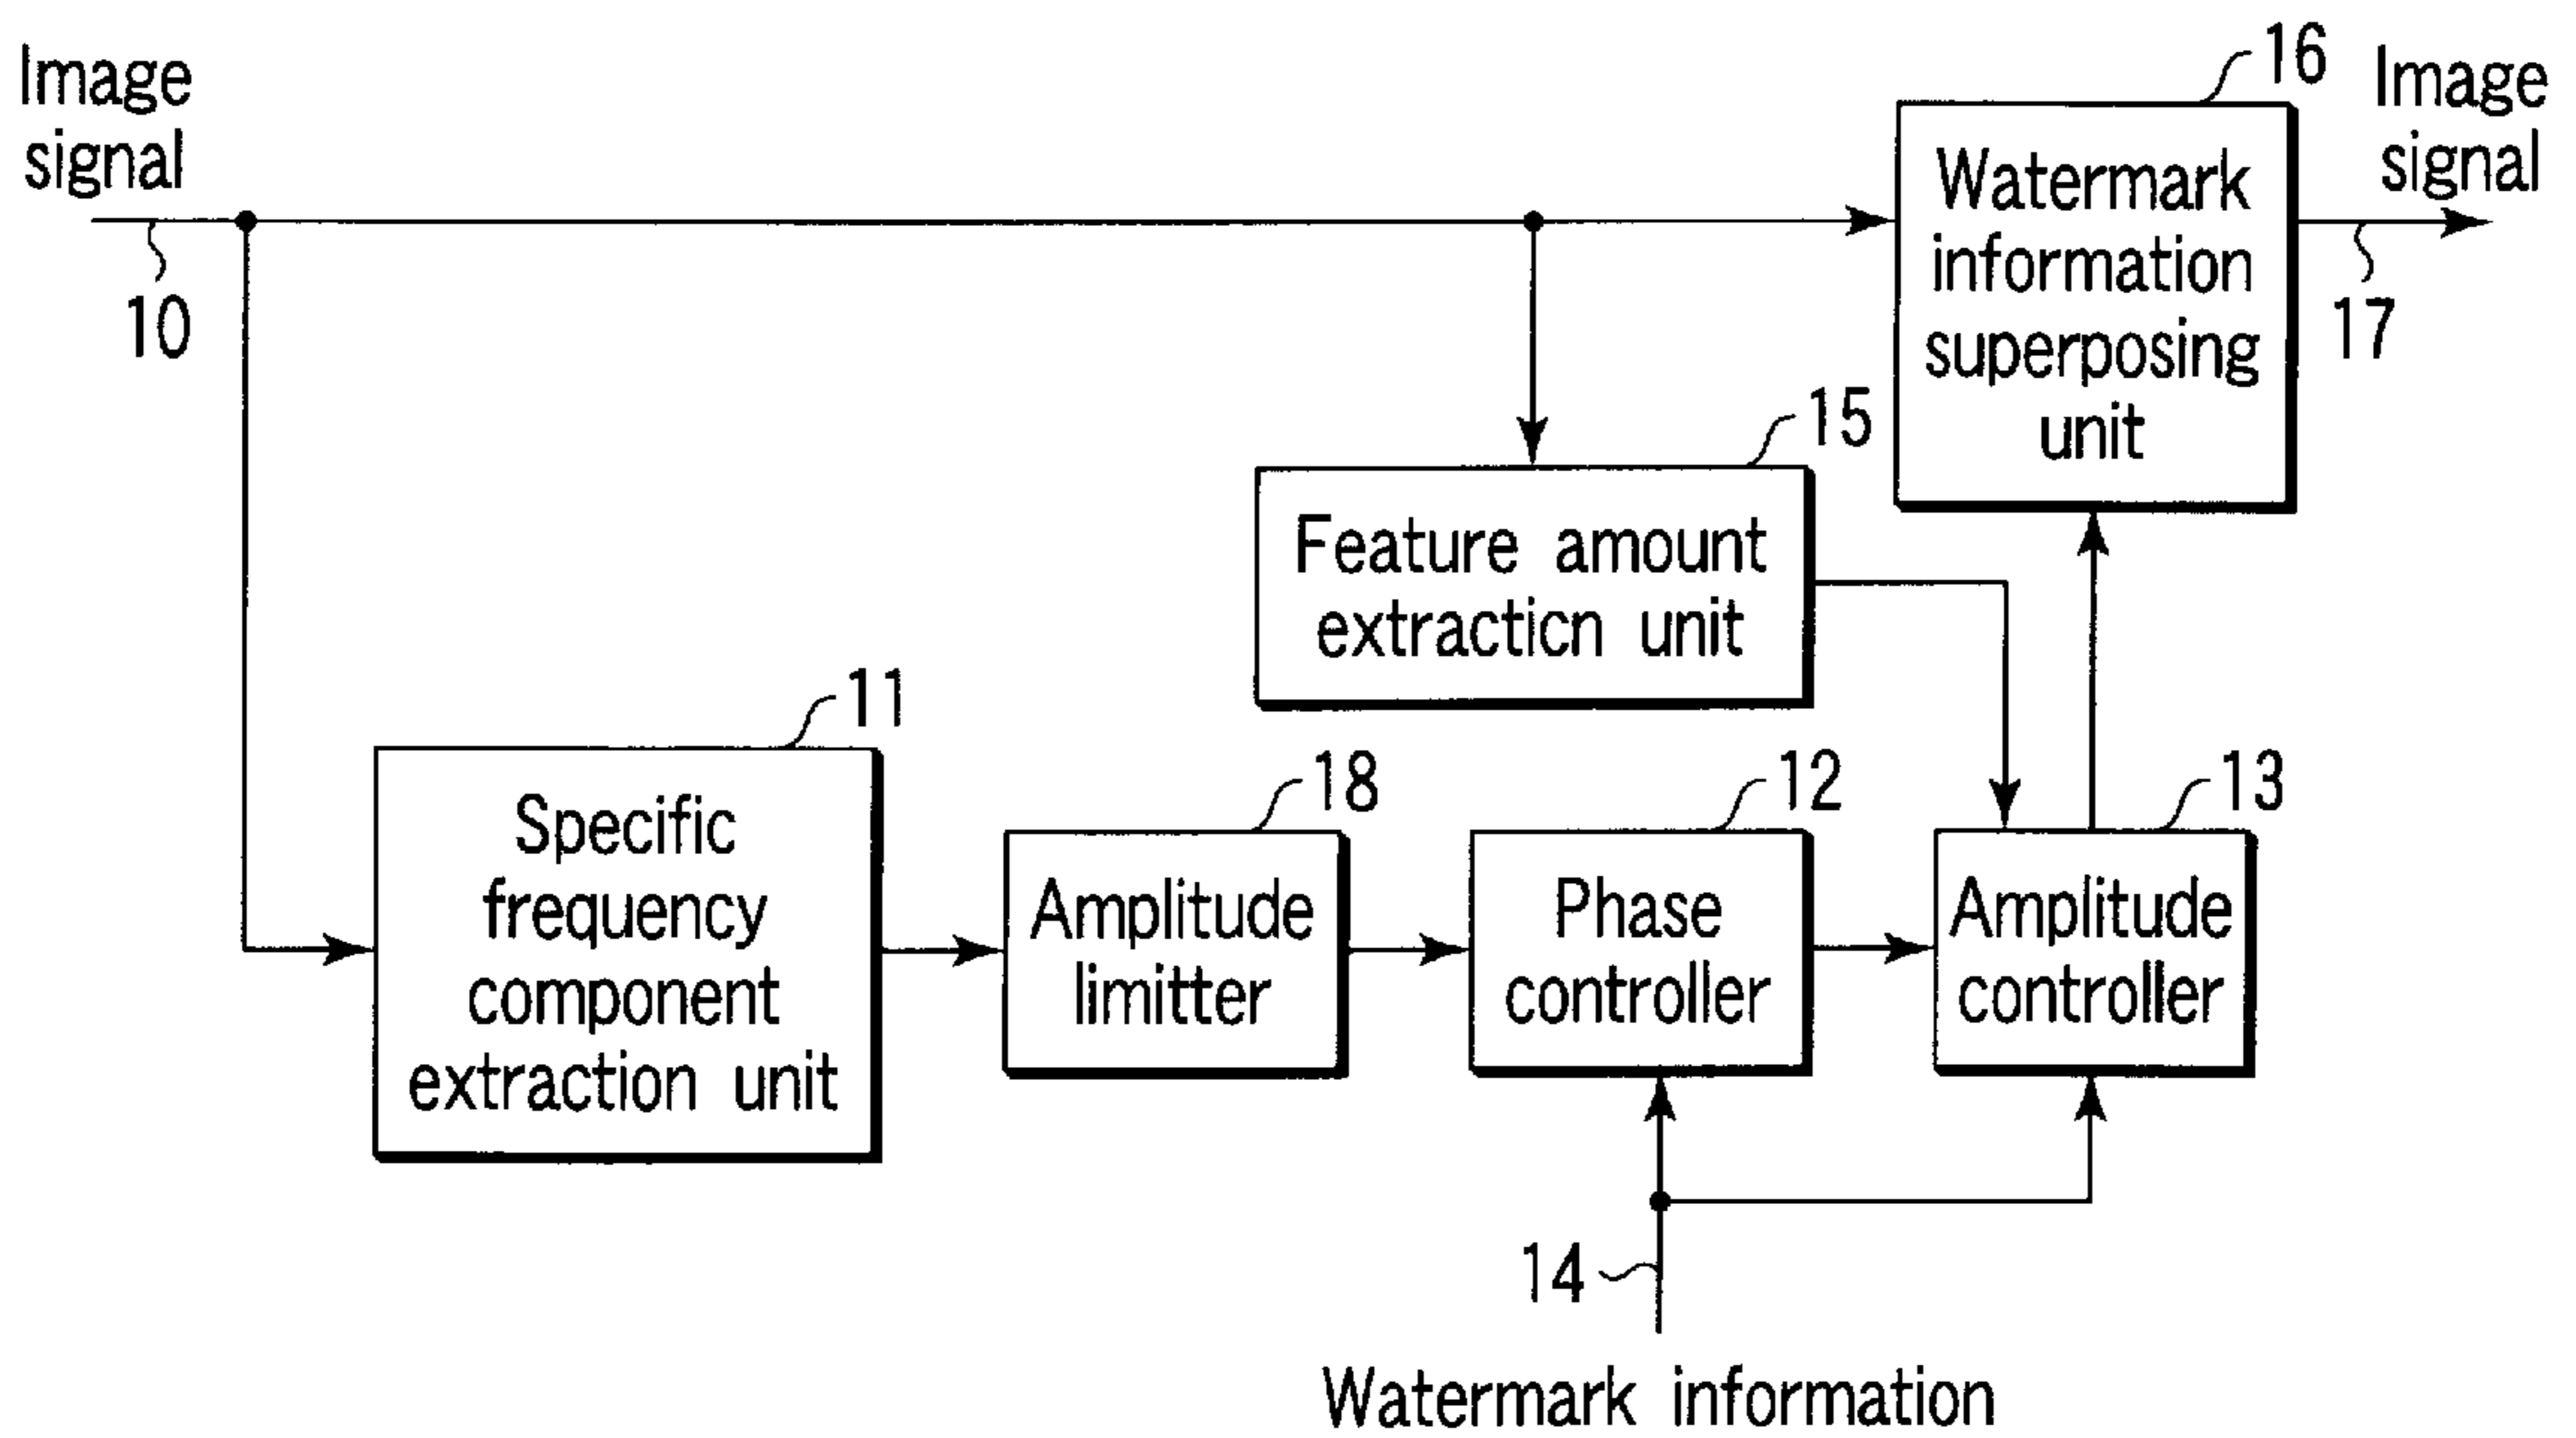 Image
signal
10
16
Watermark
information
superposing
unit
Image
signal
17
15
Feature amount
extracticn unit
11
Specific
frequency
component
extraction unit
18
Amplitude
limitter
12
Phase
controller
13
Amplitude
controller
14
Watermark information